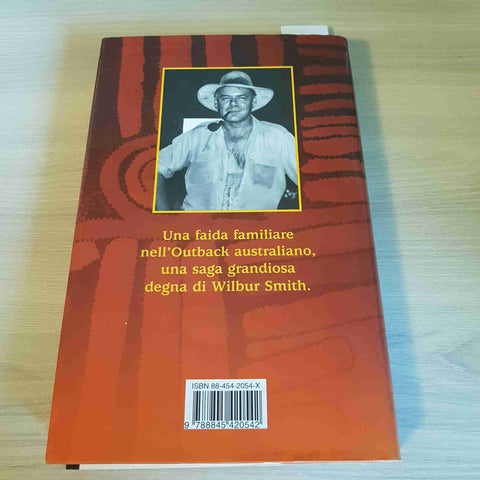 Una faida familiare
nell'Outback australiano,
una saga grandiosa
degna di Wilbur Smith.
ISBN 88-454-2054-X
9 788845 420542